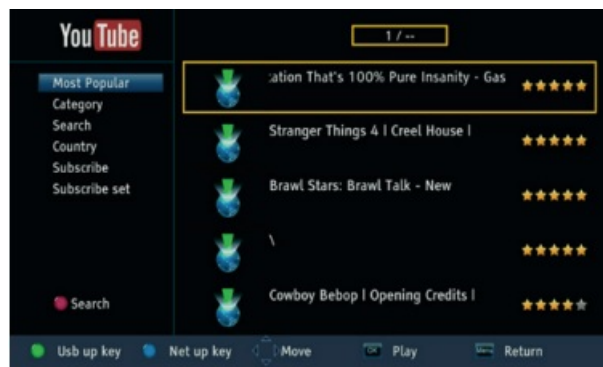 YouTube
1 / --
Most Popular
Category
Search
Country
Subscribe
Subscribe set
:ation That's 100% Pure Insanity - Gas
Stranger Things 4 l Creel House l
Brawl Stars: Brawl Talk - New
\
Cowboy Bebop l Opening Credits l
Search
Usb up key Net up key Move OK Play Menu Return